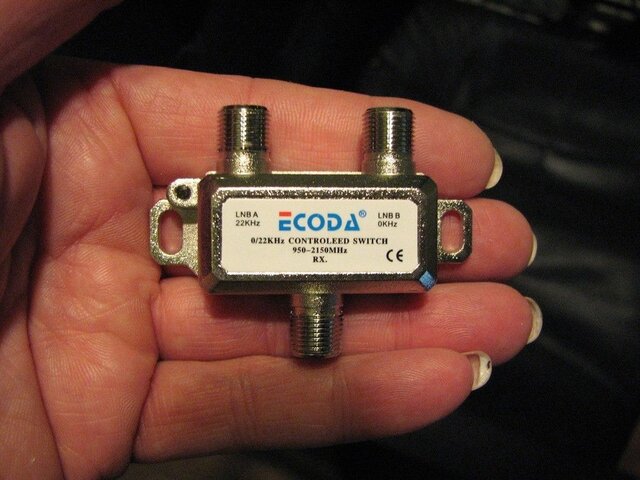 LNB A
22KHz
ECODA®
LNB B
0KHz
0/22KHz CONTROLEED SWITCH
950-2150MHz
RX.
CE